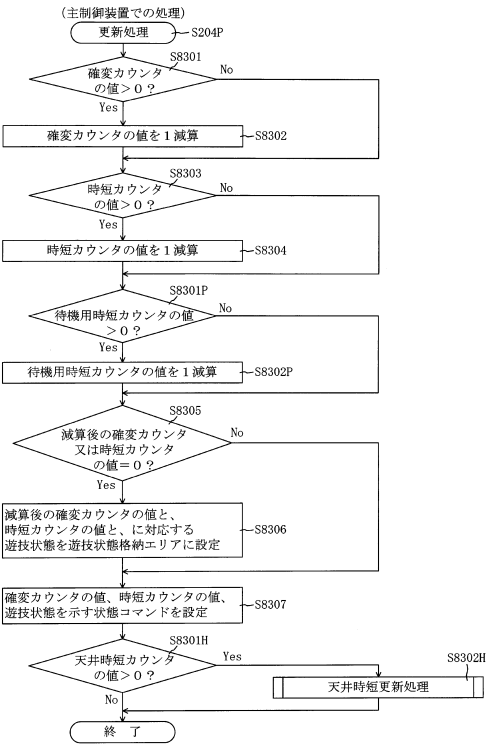 （主制御装置での処理）
更新処理
S204P
S8301
確変カウンタ
の値＞０？
No
Yes
確変カウンタの値を１減算
S8302
S8303
時短カウンタ
の値＞０？
No
Yes
時短カウンタの値を１減算
S8304
S8301P
待機用時短カウンタの値
＞０？
No
Yes
待機用時短カウンタの値を１減算
S8302P
S8305
減算後の確変カウンタ
又は時短カウンタ
の値＝０？
No
Yes
減算後の確変カウンタの値と、
時短カウンタの値と、に対応する
遊技状態を遊技状態格納エリアに設定
S8306
確変カウンタの値、時短カウンタの値、
遊技状態を示す状態コマンドを設定
S8307
S8301H
天井時短カウンタ
の値＞０？
Yes
No
S8302H
天井時短更新処理
終 了